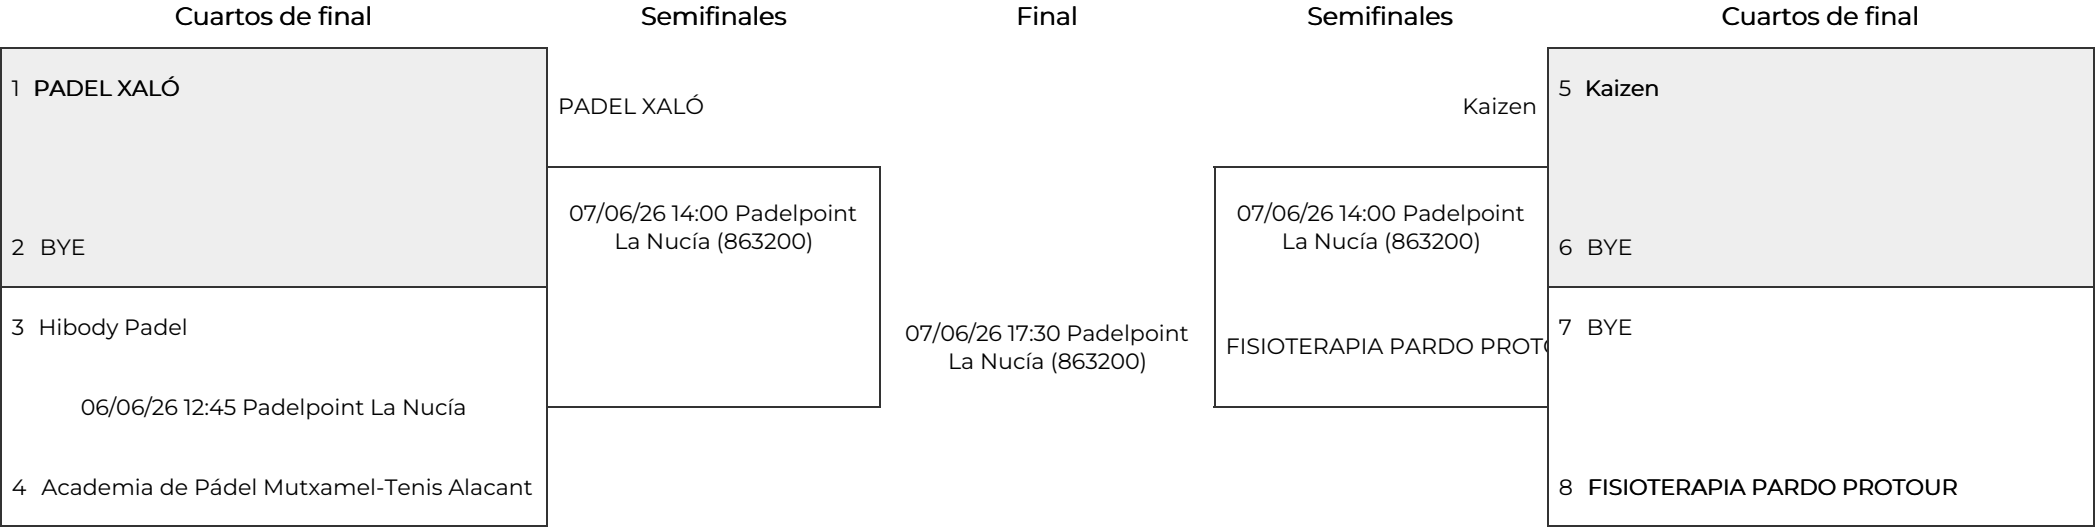 Cuartos de final
Semifinales
Final
Semifinales
Cuartos de final
1 PADEL XALÓ
2 BYE
3 Hibody Padel
06/06/26 12:45 Padelpoint La Nucía
4 Academia de Pádel Mutxamel-Tenis Alacant
PADEL XALÓ
07/06/26 14:00 Padelpoint
La Nucía (863200)
07/06/26 17:30 Padelpoint
La Nucía (863200)
Kaizen
07/06/26 14:00 Padelpoint
La Nucía (863200)
FISIOTERAPIA PARDO PROTO
5 Kaizen
6 BYE
7 BYE
8 FISIOTERAPIA PARDO PROTOUR